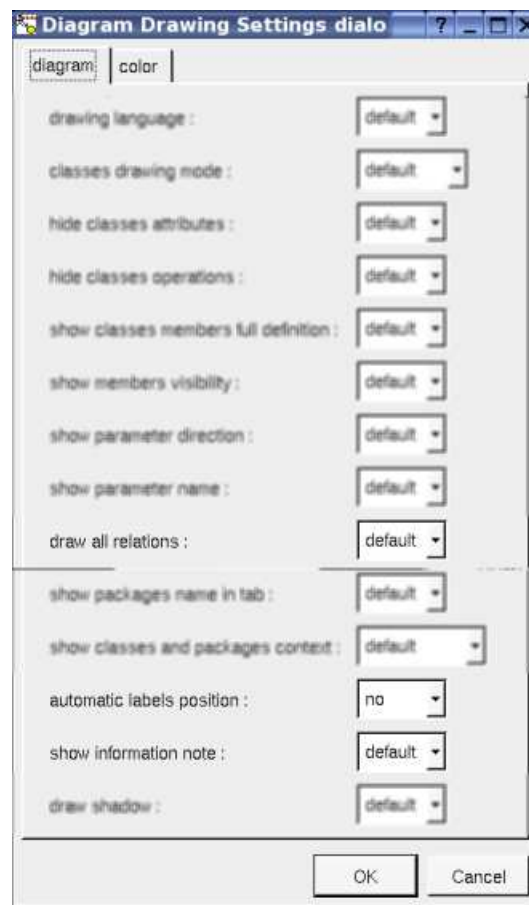 Diagram Drawing Settings dialo
diagram color
drawing language : default
classes drawing mode : default
hide classes attributes : default
hide classes operations : default
show classes members full definition : default
show members visibility : default
show parameter direction : default
show parameter name : default
draw all relations : default
show packages name in tab : default
show classes and packages context : default
automatic labels position : no
show information note : default
draw shadow : default
OK Cancel